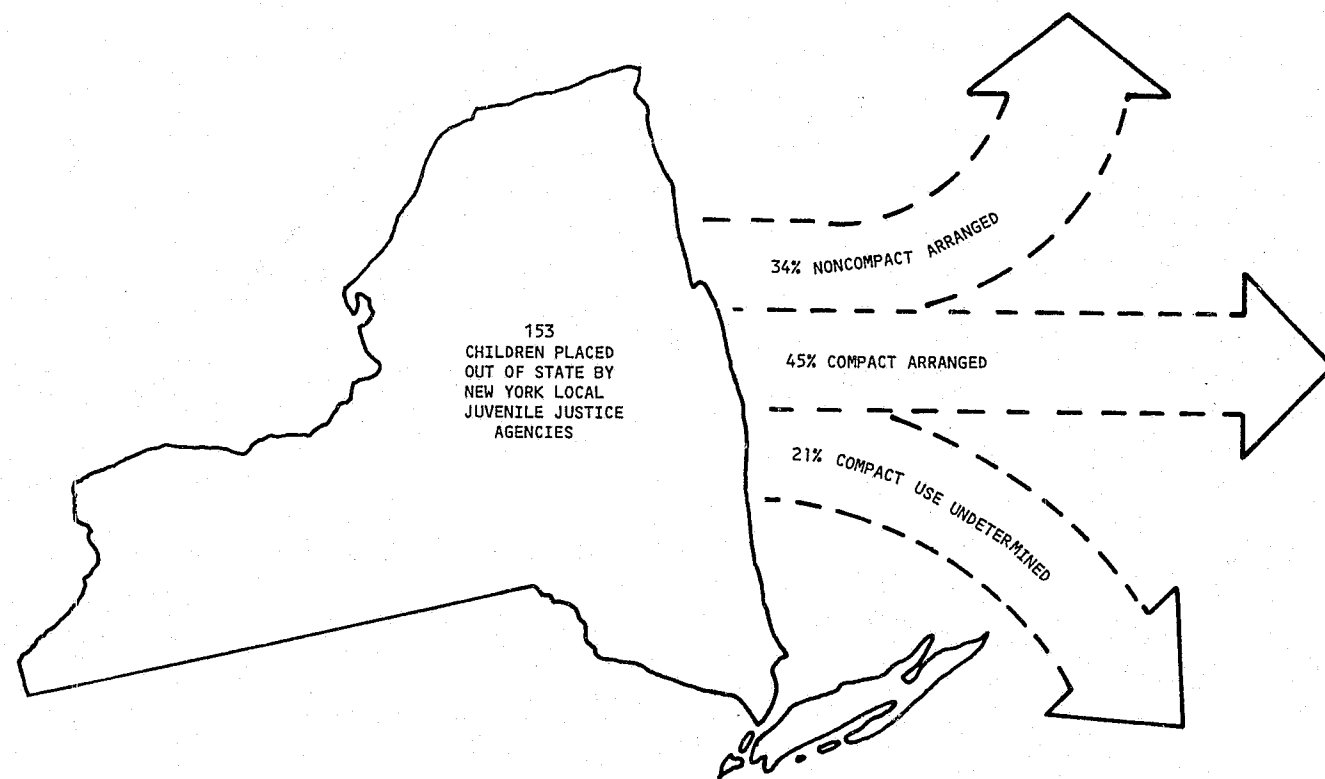 153
CHILDREN PLACED
OUT OF STATE BY
NEW YORK LOCAL
JUVENILE JUSTICE
AGENCIES
34% NONCOMPACT ARRANGED
45% COMPACT ARRANGED
21% COMPACT USE UNDETERMINED